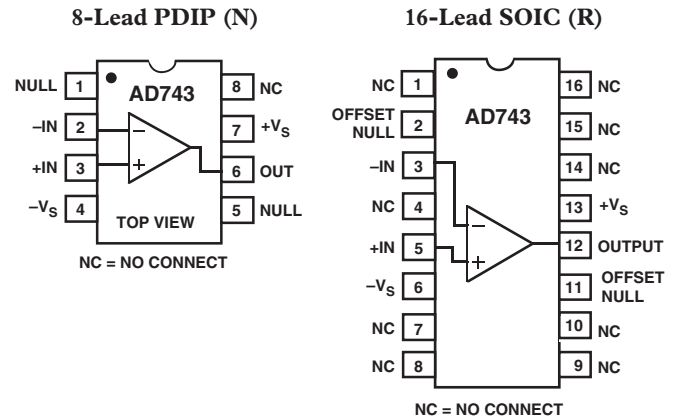 8-Lead PDIP (N)
NULL 1
8 NC
AD743
–IN 2
7 +VS
+IN 3
6 OUT
–VS 4
5 NULL
TOP VIEW
NC = NO CONNECT
16-Lead SOIC (R)
NC 1
16 NC
OFFSET
NULL 2
AD743
15 NC
–IN 3
14 NC
NC 4
13 +VS
+IN 5
12 OUTPUT
–VS 6
11 OFFSET
NULL
NC 7
10 NC
NC 8
9 NC
NC = NO CONNECT